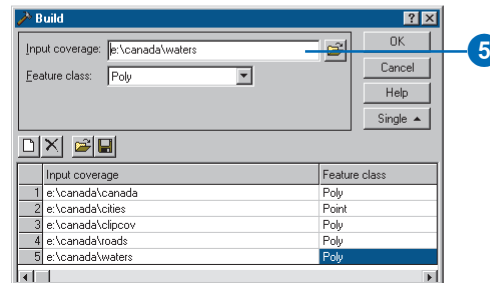 Build
Input coverage: e:\canada\waters
OK
5
Feature class: Poly
Cancel
Help
Single
Input coverage Feature class
1 e:\canada\canada Poly
2 e:\canada\cities Point
3 e:\canada\clipcov Poly
4 e:\canada\roads Poly
5 e:\canada\waters Poly